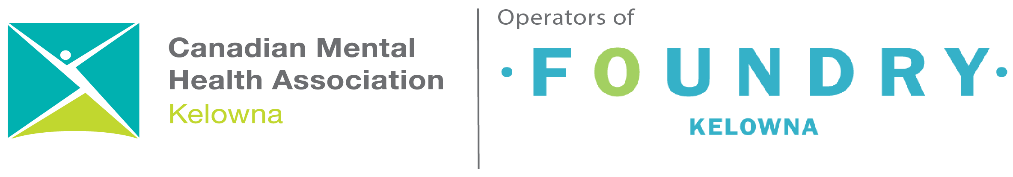 Canadian Mental
Health Association
Kelowna
Operators of
·FOUNDRY·
KELOWNA